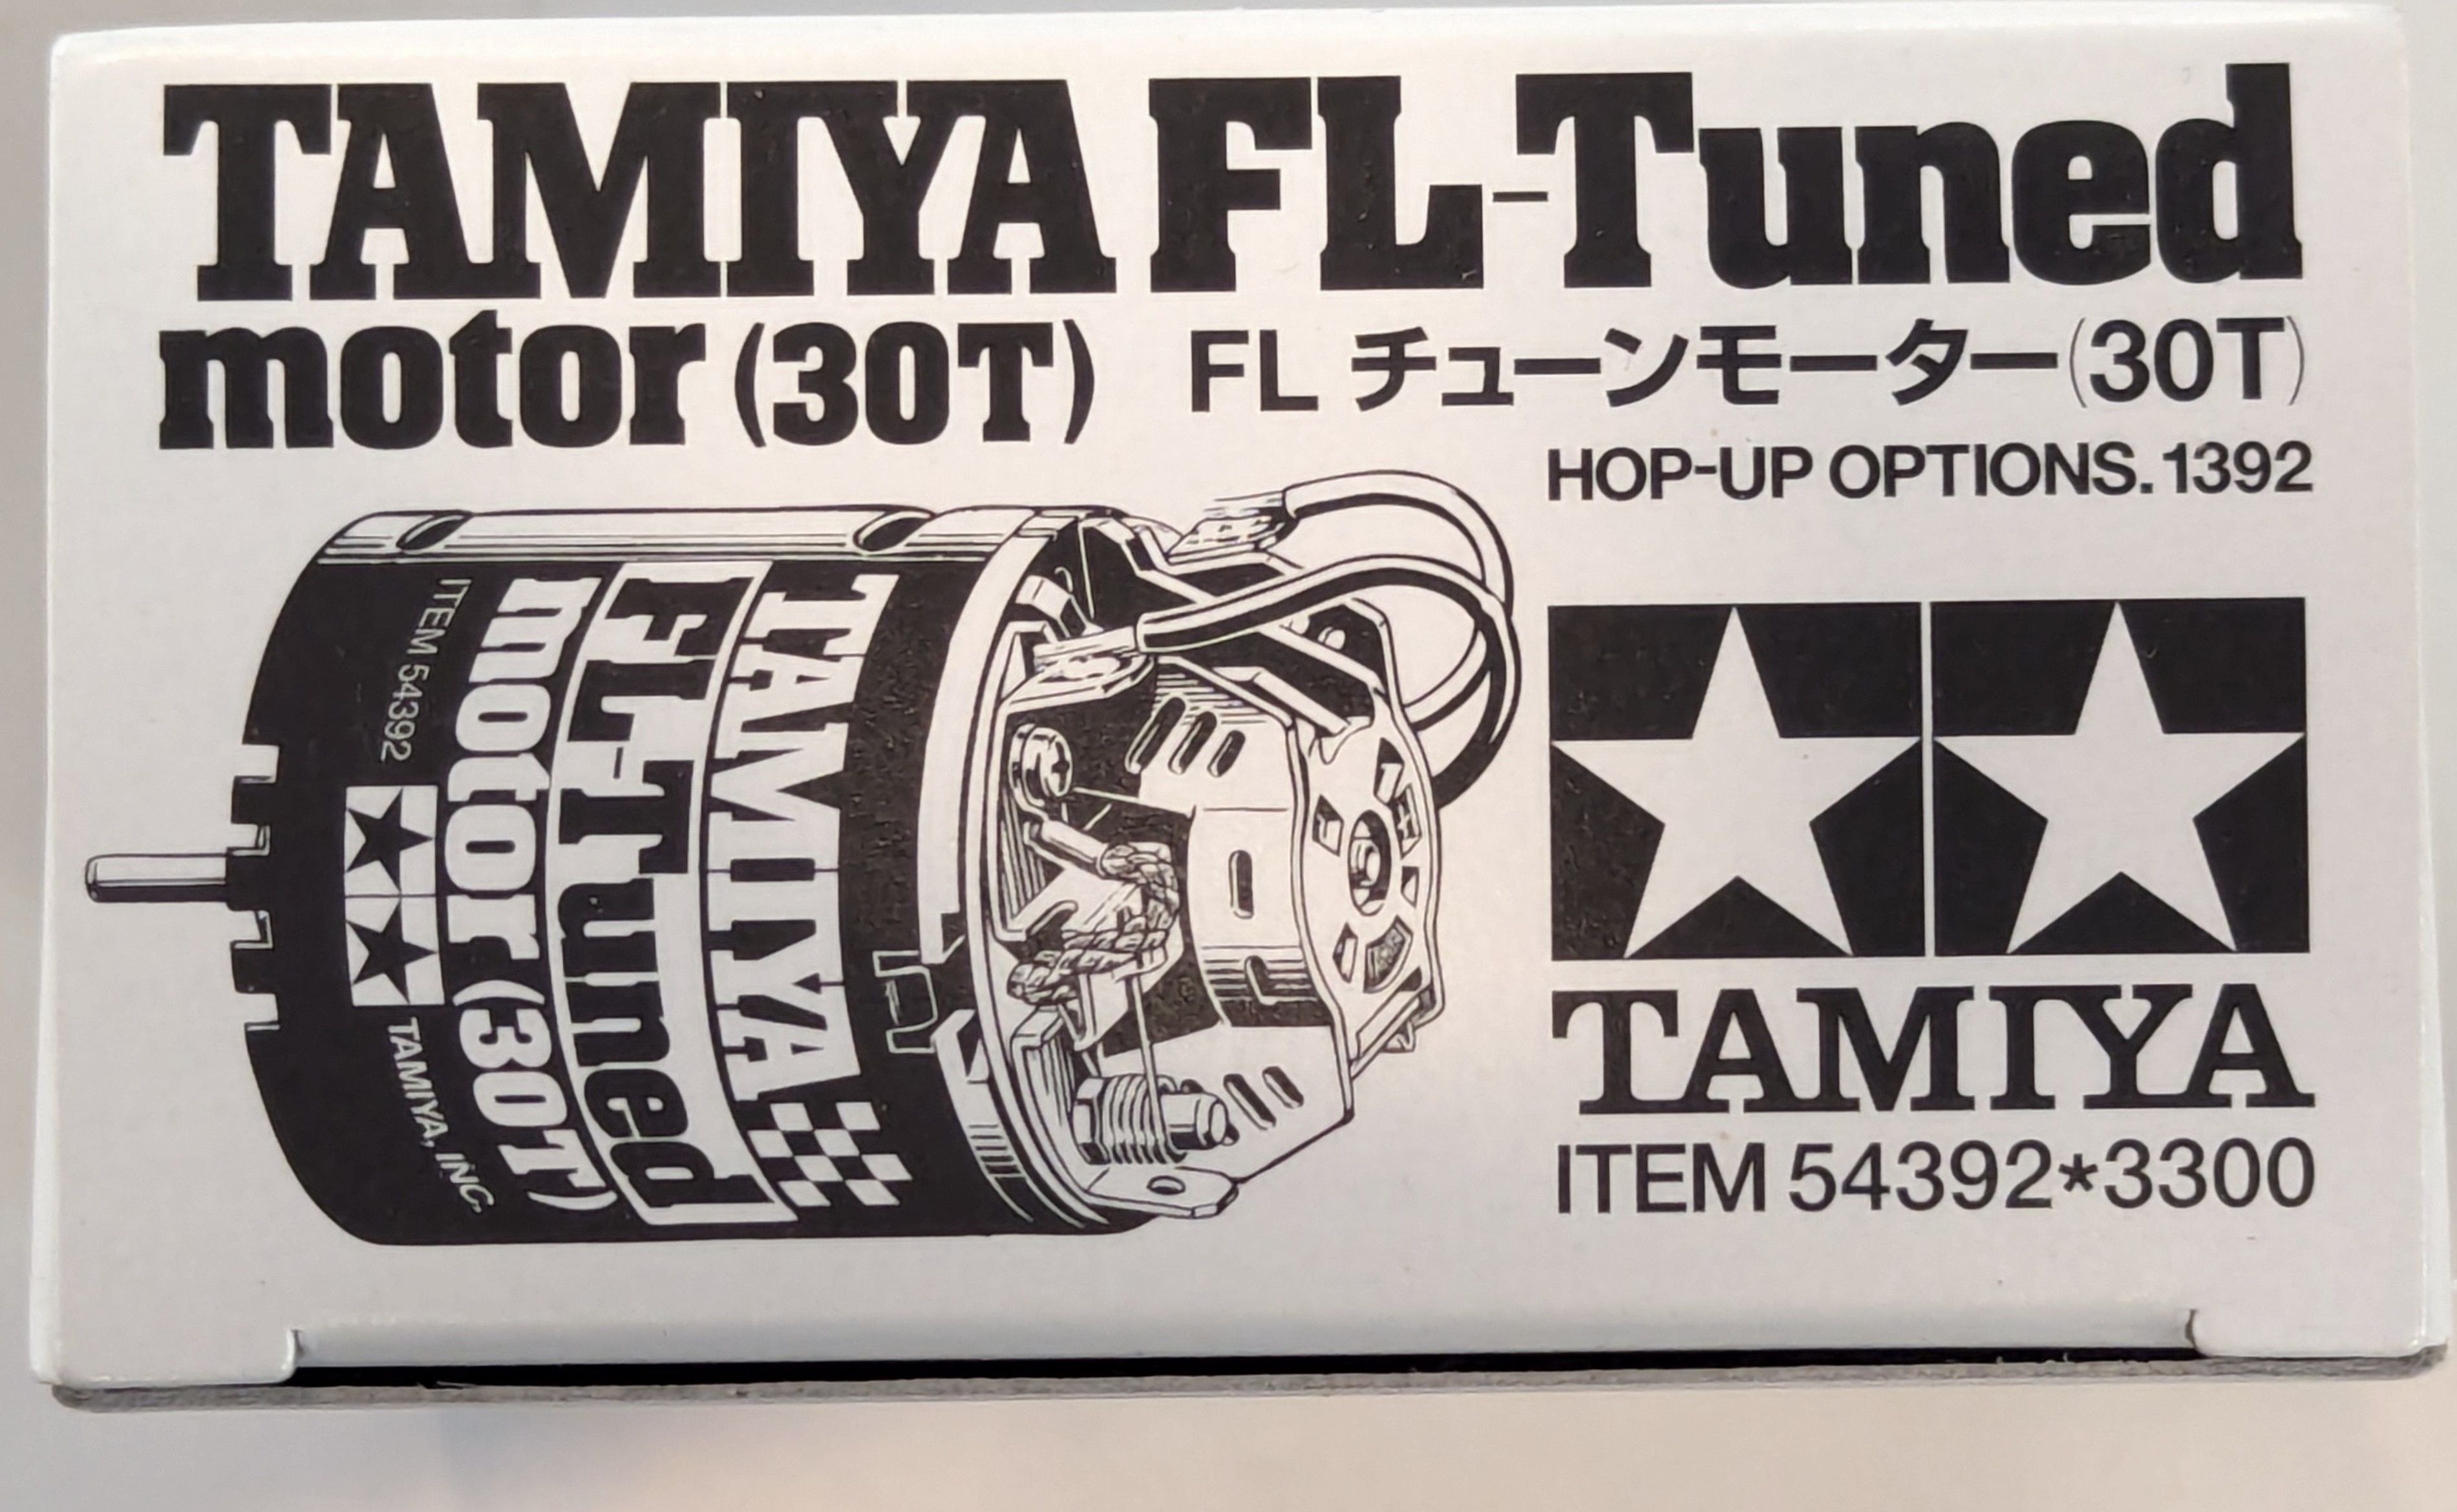 TAMIYA FL-Tuned
motor (30T) FL チューンモーター(30T)
HOP-UP OPTIONS. 1392
TAMIYA
FL-Tuned
motor (30T)
ITEM 54392
TAMIYA, INC.
TAMIYA
ITEM 54392*3300